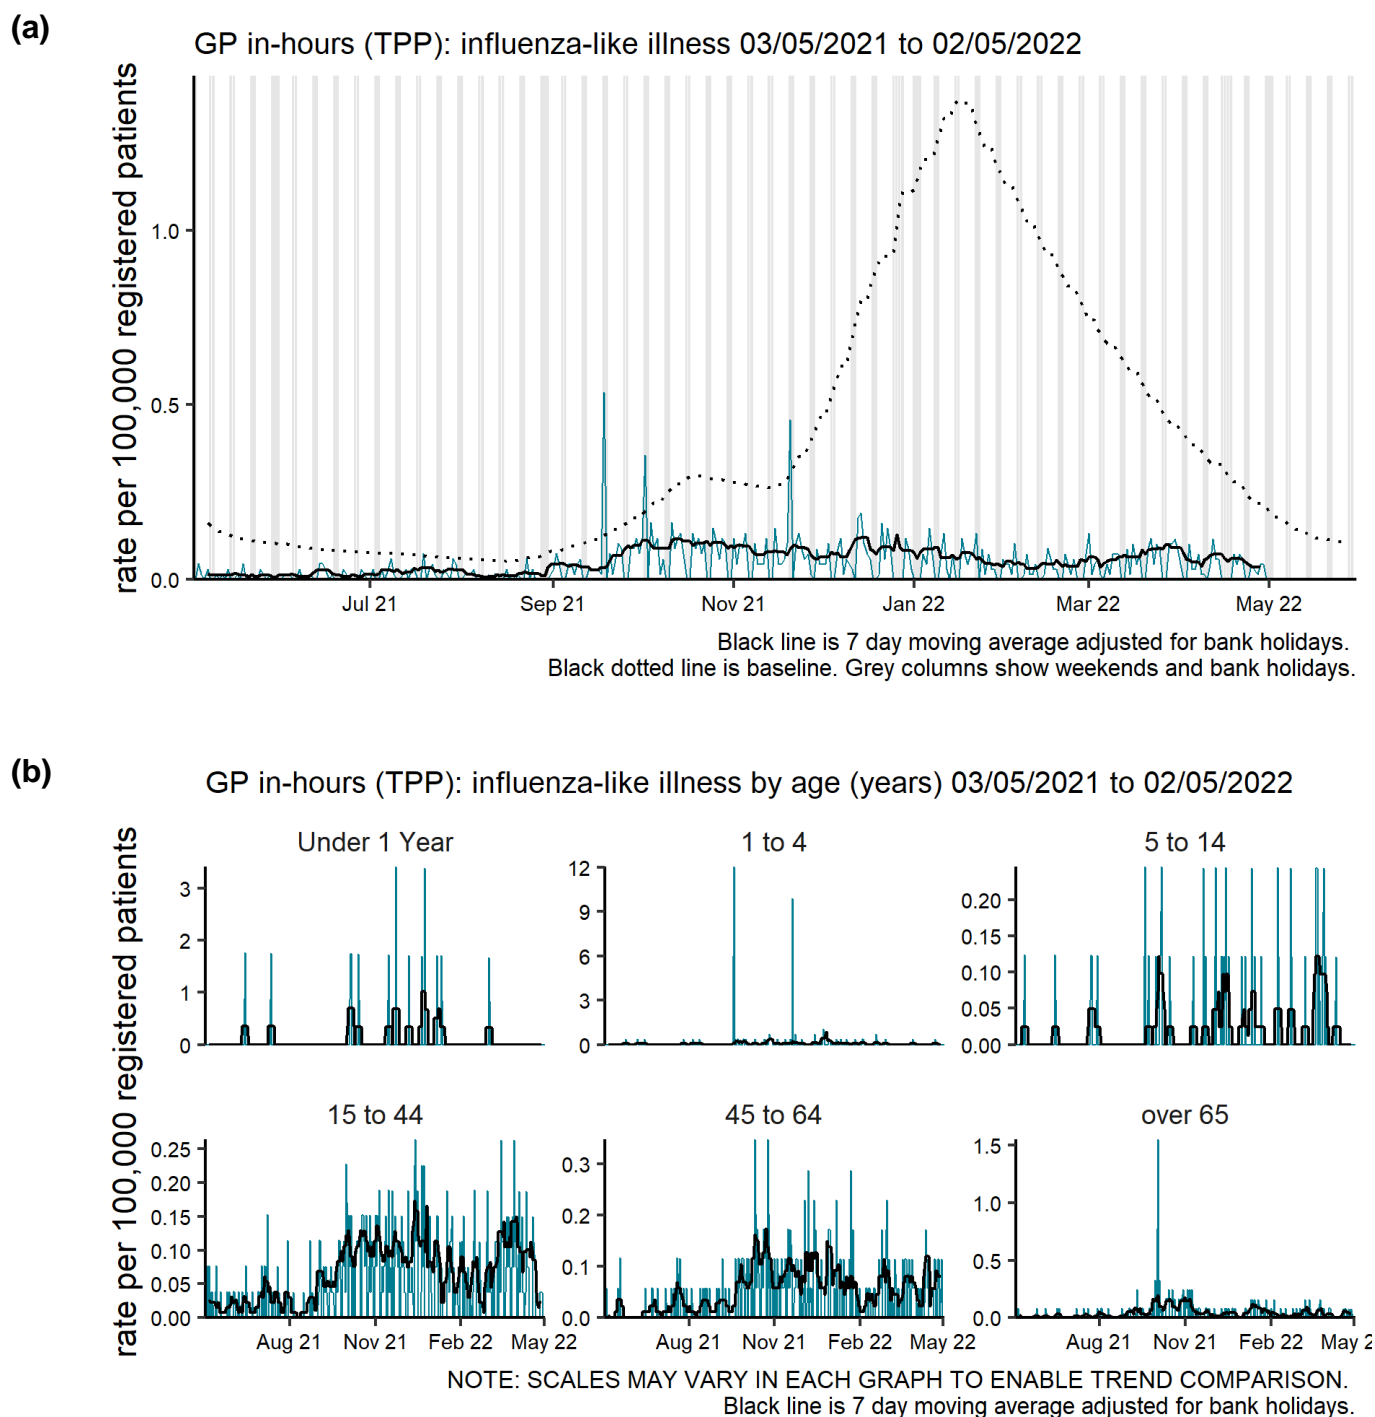 (a)
GP in-hours (TPP): influenza-like illness 03/05/2021 to 02/05/2022
rate per 100,000 registered patients
1.0
0.5
0.0
Jul 21 Sep 21 Nov 21 Jan 22 Mar 22 May 22
Black line is 7 day moving average adjusted for bank holidays.
Black dotted line is baseline. Grey columns show weekends and bank holidays.
(b)
GP in-hours (TPP): influenza-like illness by age (years) 03/05/2021 to 02/05/2022
rate per 100,000 registered patients
Under 1 Year
3
2
1
0
1 to 4
12
9
6
3
0
5 to 14
0.20
0.15
0.10
0.05
0.00
15 to 44
0.25
0.20
0.15
0.10
0.05
0.00
Aug 21 Nov 21 Feb 22 May 22
45 to 64
0.3
0.2
0.1
0.0
Aug 21 Nov 21 Feb 22 May 22
over 65
1.5
1.0
0.5
0.0
Aug 21 Nov 21 Feb 22 May 2
NOTE: SCALES MAY VARY IN EACH GRAPH TO ENABLE TREND COMPARISON.
Black line is 7 day moving average adjusted for bank holidays.